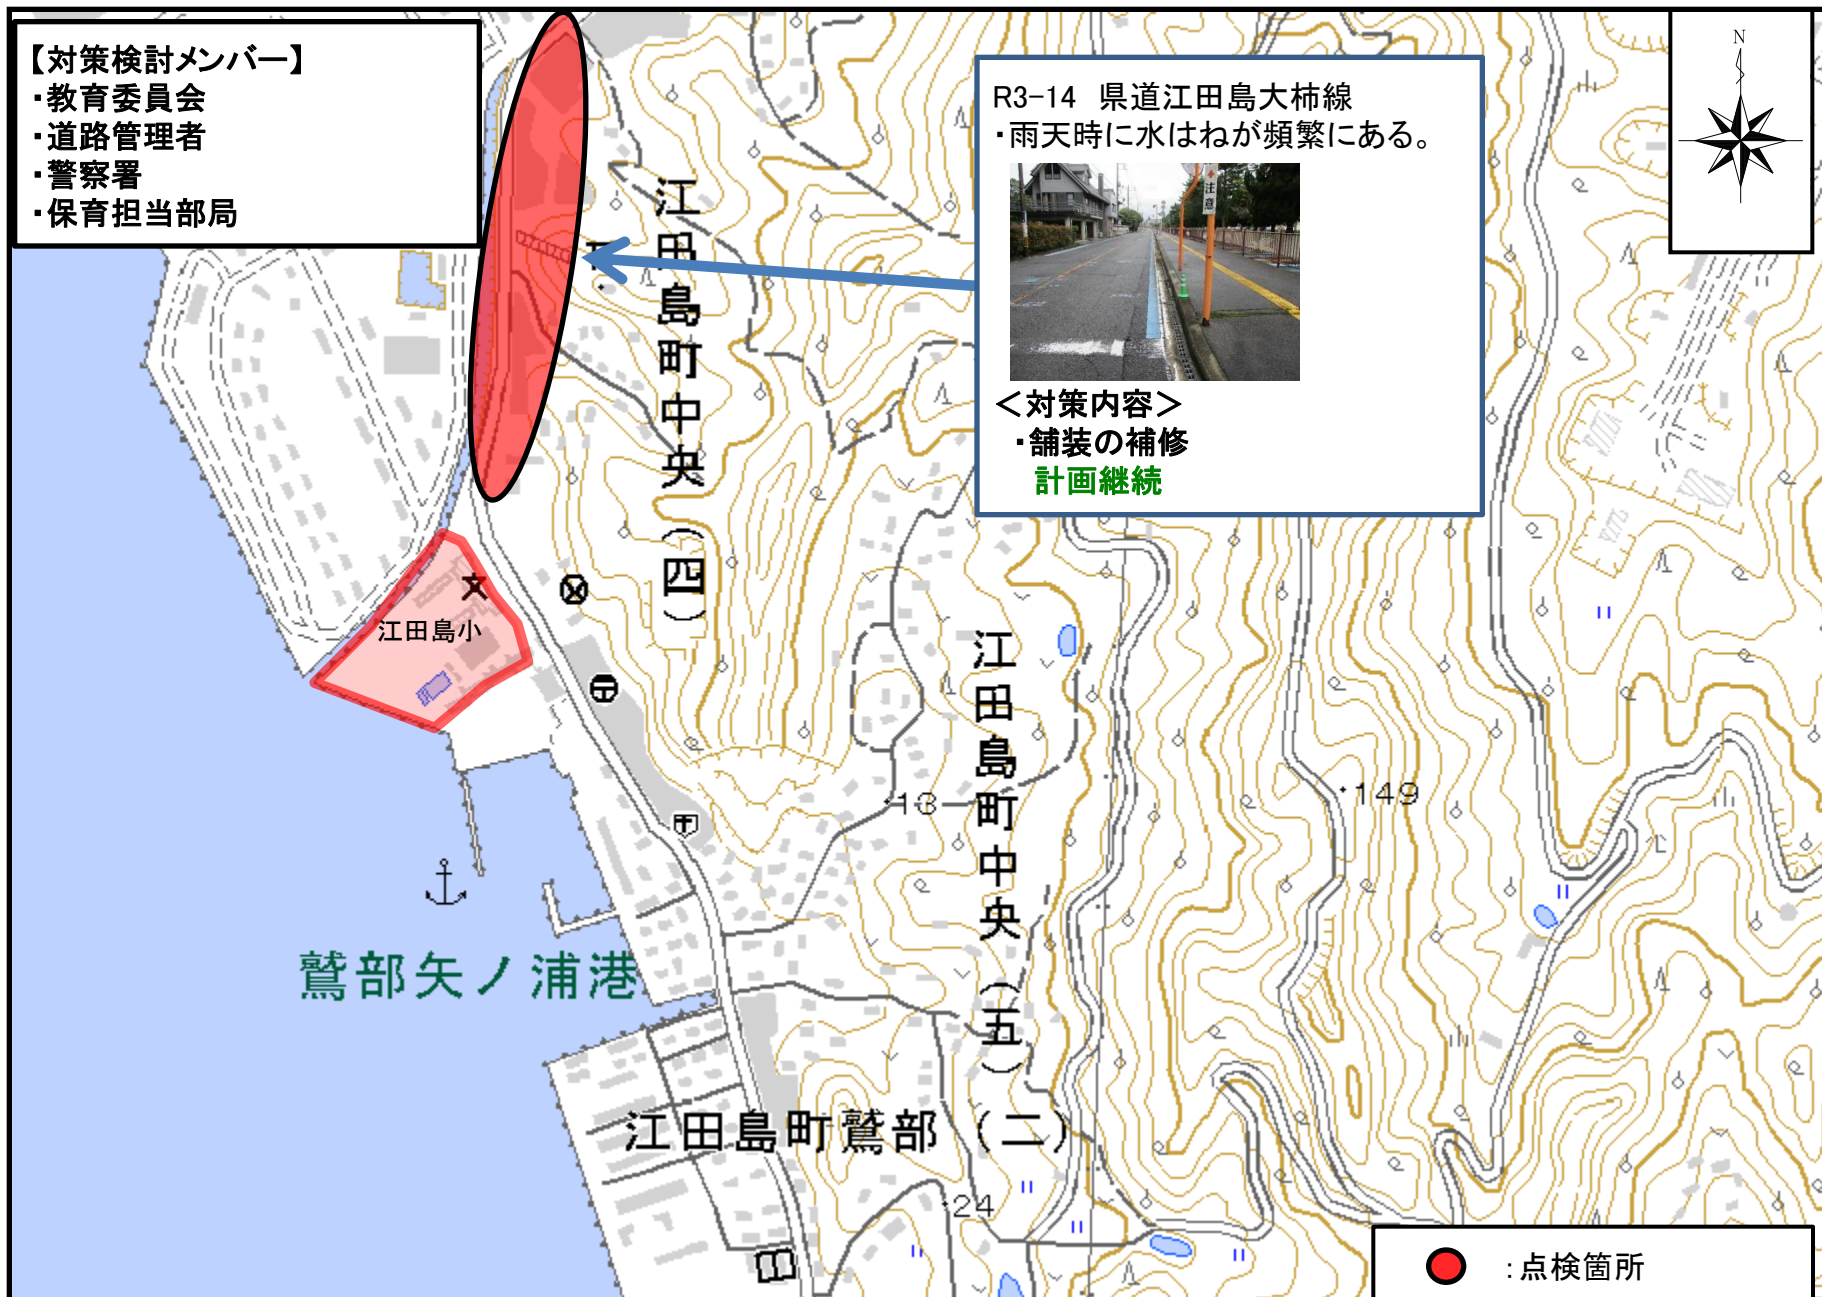 【対策検討メンバー】
・教育委員会
・道路管理者
・警察署
・保育担当部局
R3-14 県道江田島大柿線
・雨天時に水はねが頻繁にある。
注意
＜対策内容＞
・舗装の補修
計画継続
N
江田島町中央(四)
江田島小
江田島町中央(五)
13
149
鷲部矢ノ浦港
江田島町鷲部(二)
24
：点検箇所